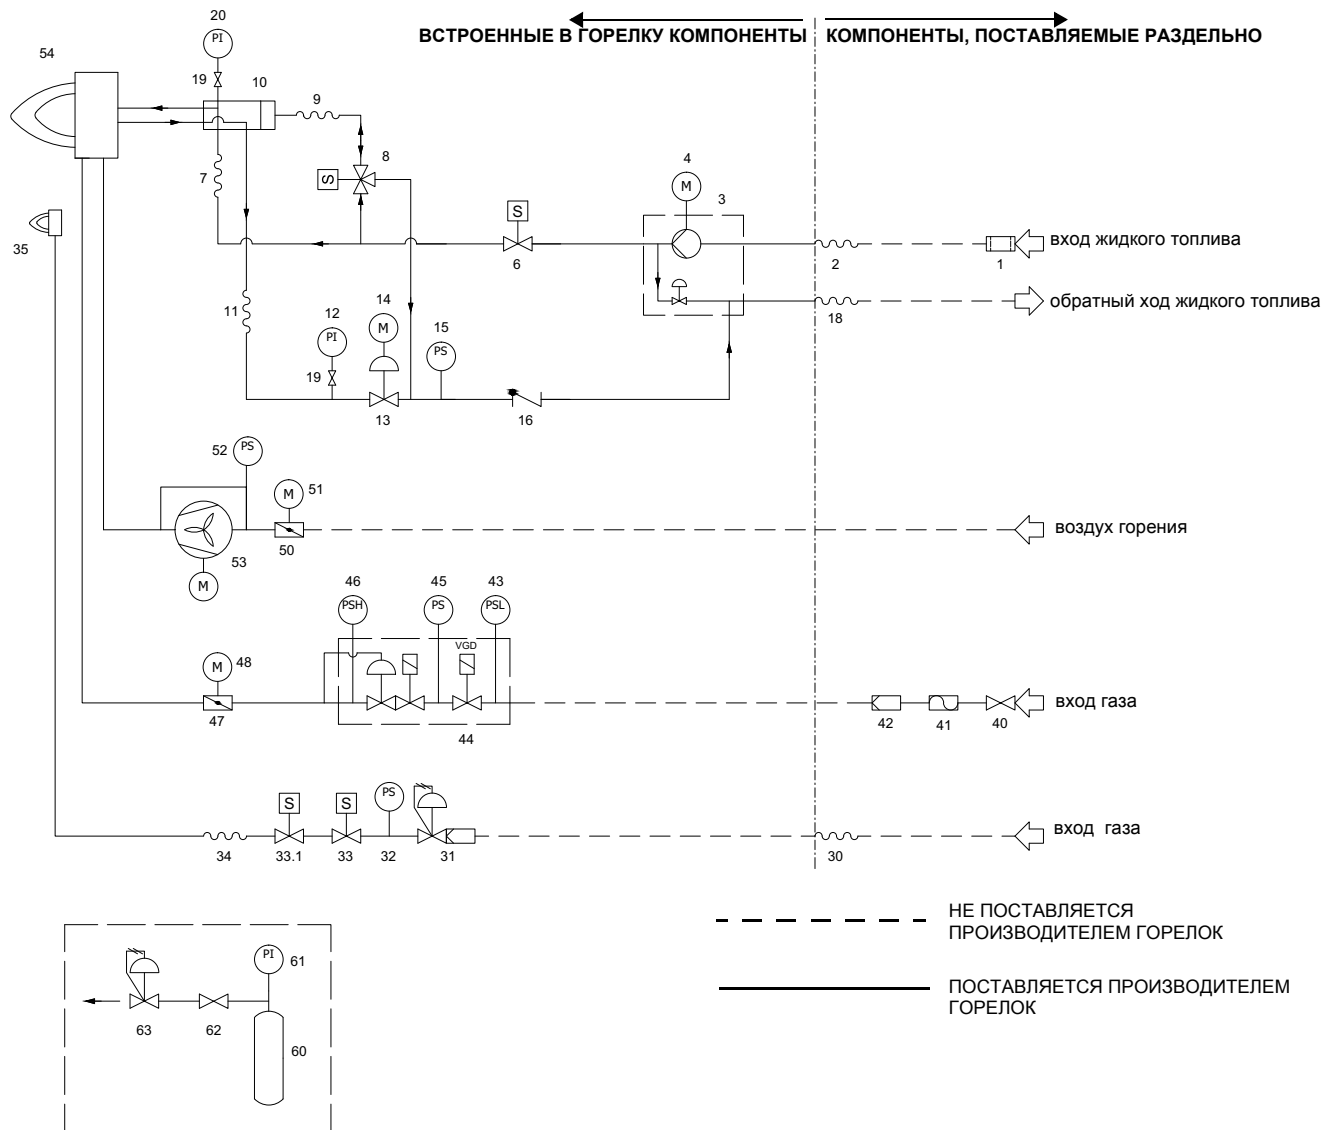 20
ВСТРОЕННЫЕ В ГОРЕЛКУ КОМПОНЕНТЫ
КОМПОНЕНТЫ, ПОСТАВЛЯЕМЫЕ РАЗДЕЛЬНО
54
PI
19
10
9
7
S
8
4
M
3
S
6
2
1
вход жидкого топлива
35
11
12
PI
19
14
M
13
15
PS
16
18
обратный ход жидкого топлива
52
PS
M
51
50
53
M
воздух горения
46
PSH
45
PS
43
PSL
VGD
M
48
47
44
42
41
40
вход газа
S
S
PS
34
33.1
33
32
31
30
вход газа
НЕ ПОСТАВЛЯЕТСЯ
ПРОИЗВОДИТЕЛЕМ ГОРЕЛОК
ПОСТАВЛЯЕТСЯ ПРОИЗВОДИТЕЛЕМ
ГОРЕЛОК
PI
61
63
62
60